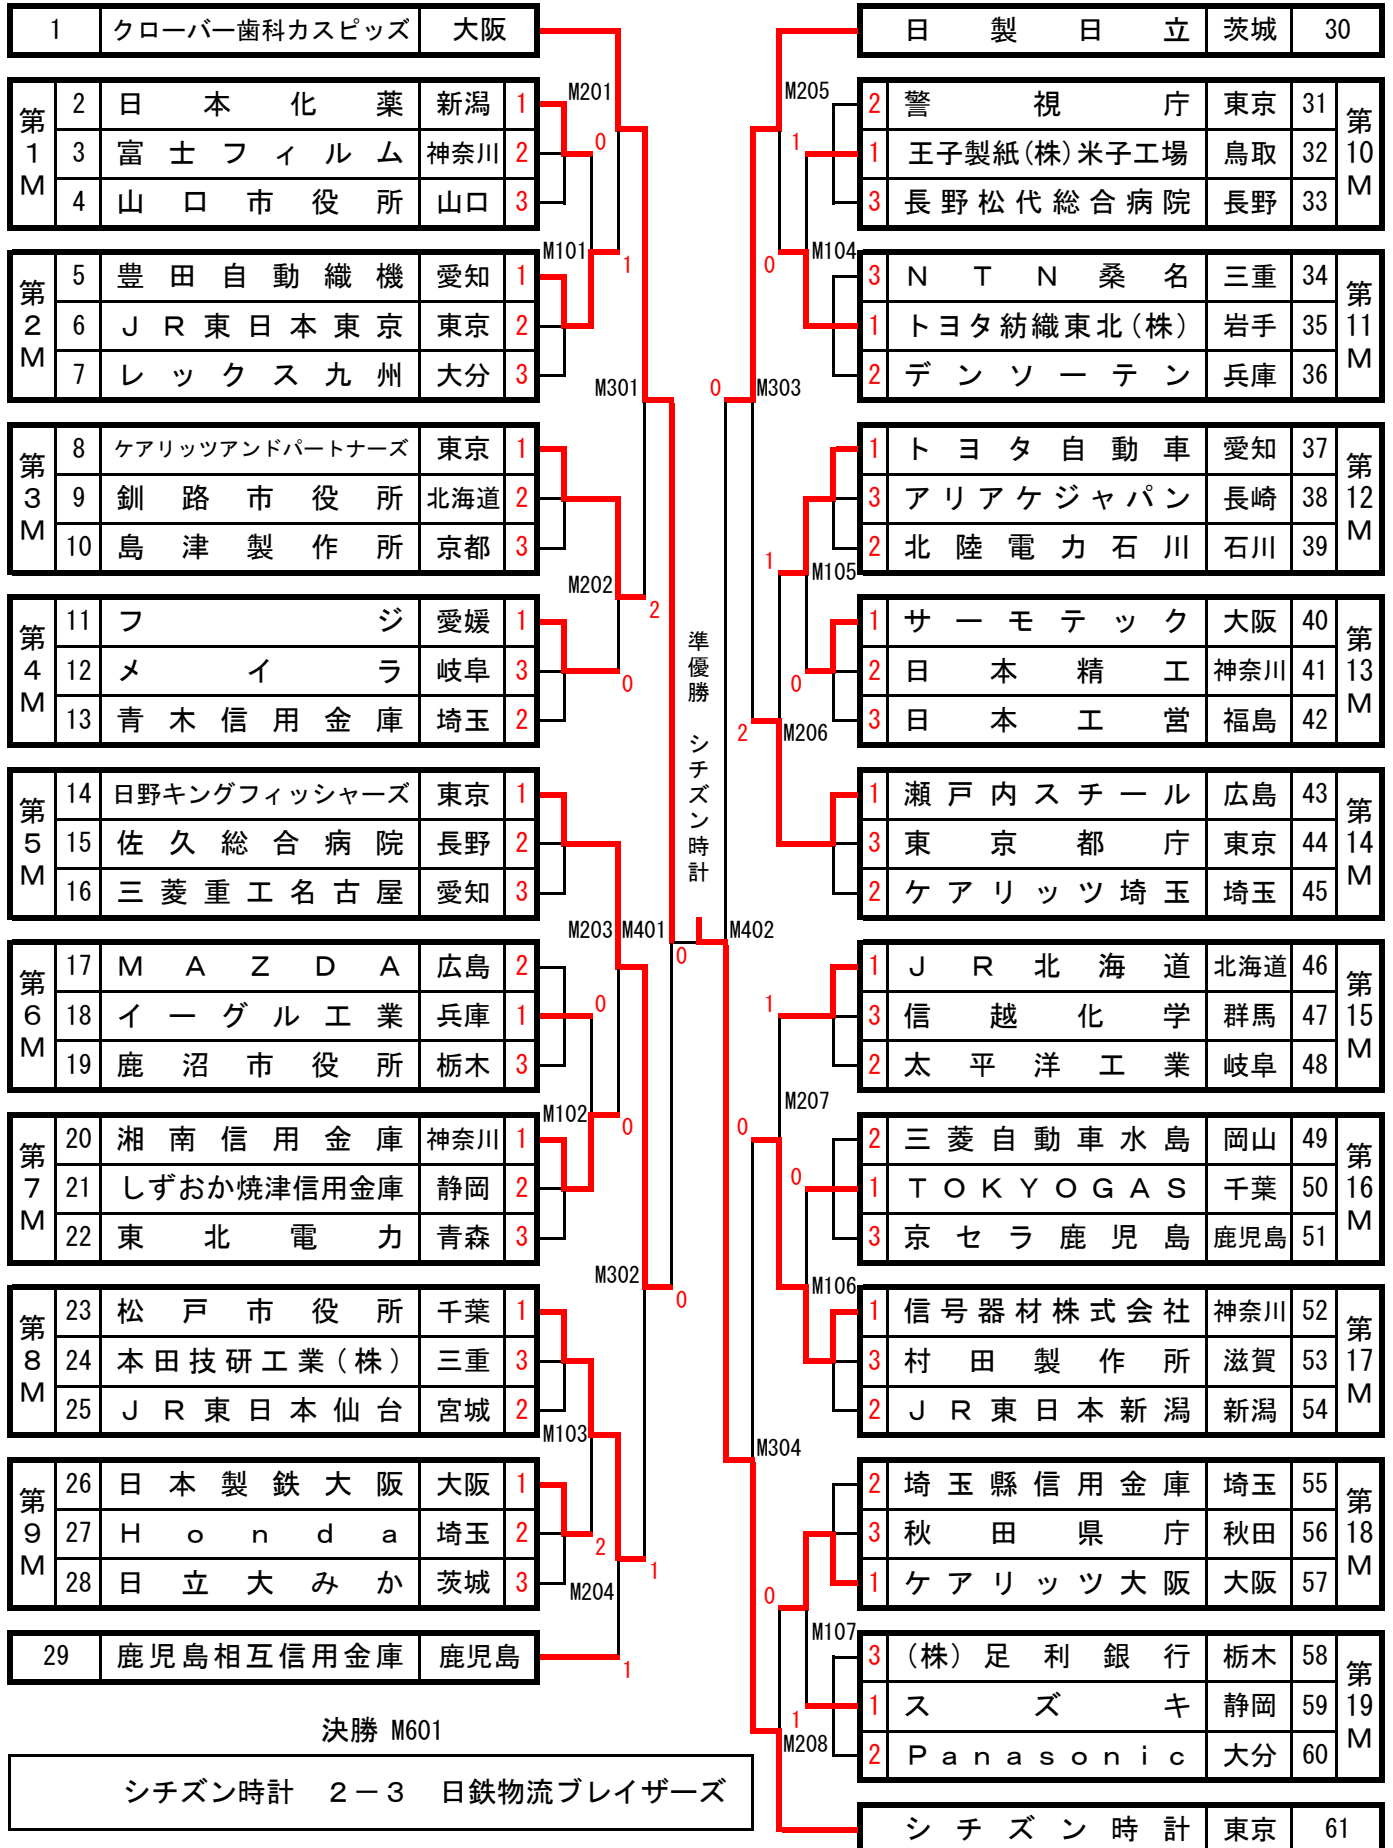 1 クローバー歯科カスピッズ 大阪
第1M
2 日本化薬 新潟 1
3 富士フィルム 神奈川 2
4 山口市役所 山口 3
第2M
5 豊田自動織機 愛知 1
6 JR東日本東京 東京 2
7 レックス九州 大分 3
第3M
8 ケアリッツアンドパートナーズ 東京 1
9 釧路市役所 北海道 2
10 島津製作所 京都 3
第4M
11 フジ 愛媛 1
12 メイラ 岐阜 3
13 青木信用金庫 埼玉 2
第5M
14 日野キングフィッシャーズ 東京 1
15 佐久総合病院 長野 2
16 三菱重工名古屋 愛知 3
第6M
17 MAZDA 広島 2
18 イーグル工業 兵庫 1
19 鹿沼市役所 栃木 3
第7M
20 湘南信用金庫 神奈川 1
21 しずおか焼津信用金庫 静岡 2
22 東北電力 青森 3
第8M
23 松戸市役所 千葉 1
24 本田技研工業(株) 三重 3
25 JR東日本仙台 宮城 2
第9M
26 日本製鉄大阪 大阪 1
27 Honda 埼玉 2
28 日立大みか 茨城 3
29 鹿児島相互信用金庫 鹿児島
M201
0
M101
1
M301
M202
2
0
M203
M401
0
0
M102
0
M302
0
M103
2
1
M204
1
準優勝 シチズン時計
M205
1
M104
0
0
M303
1
M105
0
2
M206
M402
1
M207
0
0
M106
M304
0
M107
1
M208
日製日立 茨城 30
2 警視庁 東京 31
1 王子製紙(株)米子工場 鳥取 32
3 長野松代総合病院 長野 33
第10M
3 NTN桑名 三重 34
1 トヨタ紡織東北(株) 岩手 35
2 デンソーテン 兵庫 36
第11M
1 トヨタ自動車 愛知 37
3 アリアケジャパン 長崎 38
2 北陸電力石川 石川 39
第12M
1 サーモテック 大阪 40
2 日本精工 神奈川 41
3 日本工営 福島 42
第13M
1 瀬戸内スチール 広島 43
3 東京都庁 東京 44
2 ケアリッツ埼玉 埼玉 45
第14M
1 JR北海道 北海道 46
3 信越化学 群馬 47
2 太平洋工業 岐阜 48
第15M
2 三菱自動車水島 岡山 49
1 TOKYOGAS 千葉 50
3 京セラ鹿児島 鹿児島 51
第16M
1 信号器材株式会社 神奈川 52
3 村田製作所 滋賀 53
2 JR東日本新潟 新潟 54
第17M
2 埼玉縣信用金庫 埼玉 55
3 秋田県庁 秋田 56
1 ケアリッツ大阪 大阪 57
第18M
3 (株)足利銀行 栃木 58
1 スズキ 静岡 59
2 Panasonic 大分 60
第19M
シチズン時計 東京 61
決勝 M601
シチズン時計 2-3 日鉄物流ブレイザーズ